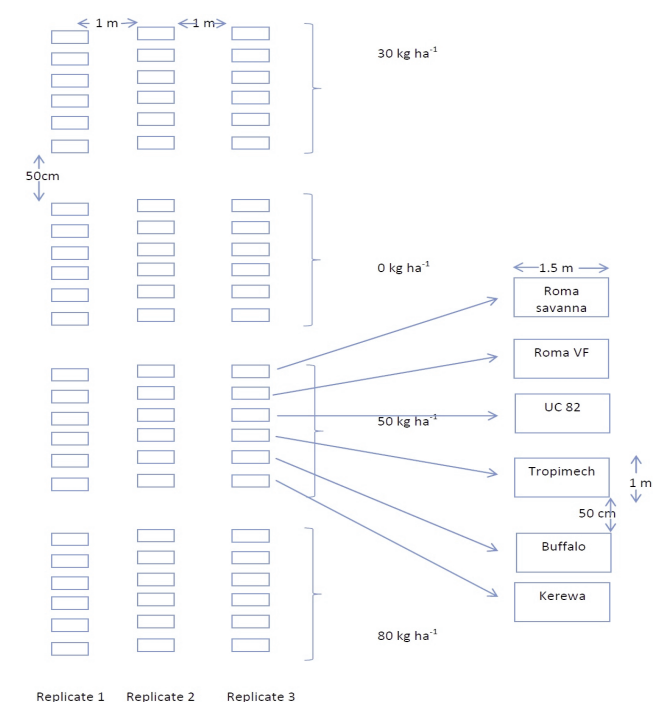 1 m
1 m
30 kg ha⁻¹
50cm
0 kg ha⁻¹
1.5 m
Roma
savanna
Roma VF
UC 82
50 kg ha⁻¹
Tropimech
1 m
50 cm
Buffalo
Kerewa
80 kg ha⁻¹
Replicate 1 Replicate 2 Replicate 3